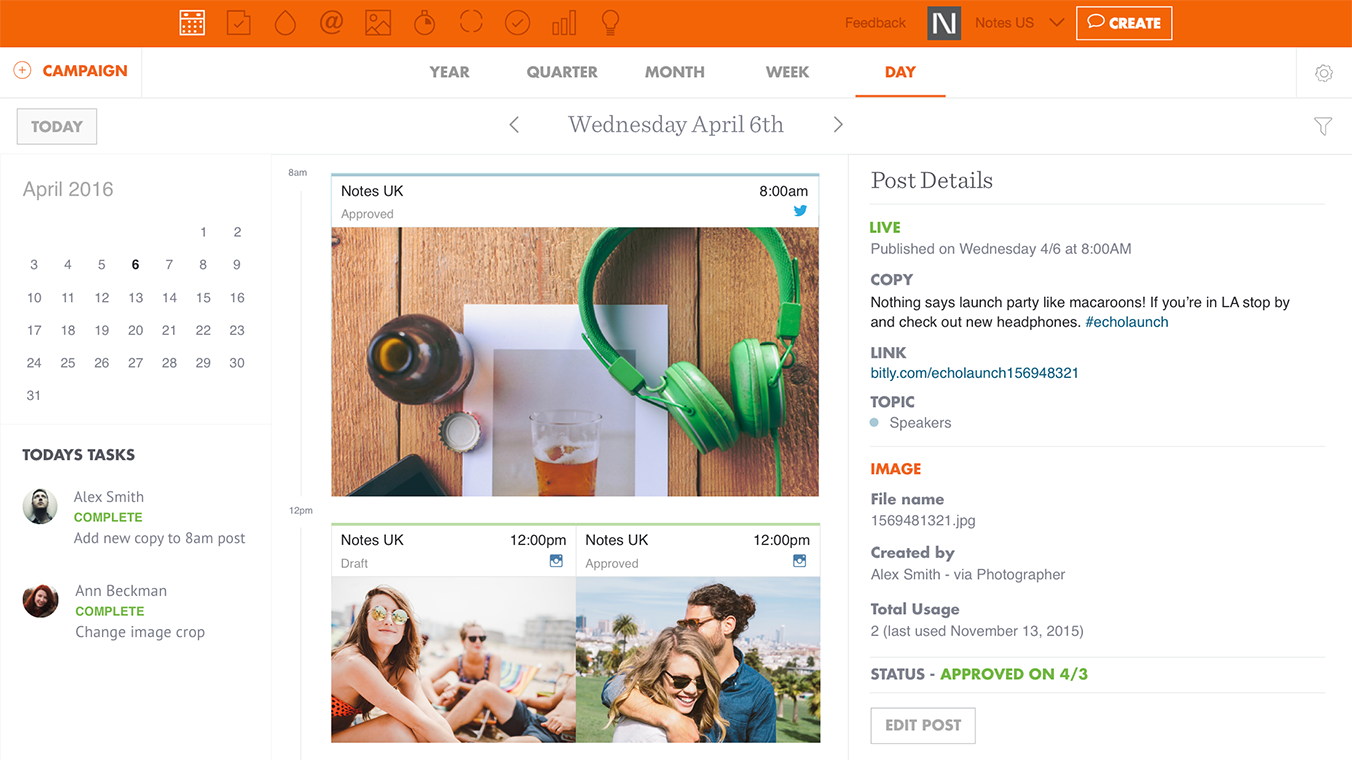 @
Feedback
N
Notes US
CREATE
CAMPAIGN
YEAR
QUARTER
MONTH
WEEK
DAY
TODAY
Wednesday April 6th
April 2016
1 2
3 4 5 6 7 8 9
10 11 12 13 14 15 16
17 18 19 20 21 22 23
24 25 26 27 28 29 30
31
TODAYS TASKS
Alex Smith
COMPLETE
Add new copy to 8am post
Ann Beckman
COMPLETE
Change image crop
8am
Notes UK 8:00am
Approved
12pm
Notes UK 12:00pm
Draft
Notes UK 12:00pm
Approved
Post Details
LIVE
Published on Wednesday 4/6 at 8:00AM
COPY
Nothing says launch party like macaroons! If you’re in LA stop by
and check out new headphones. #echolaunch
LINK
bitly.com/echolaunch156948321
TOPIC
Speakers
IMAGE
File name
1569481321.jpg
Created by
Alex Smith - via Photographer
Total Usage
2 (last used November 13, 2015)
STATUS - APPROVED ON 4/3
EDIT POST